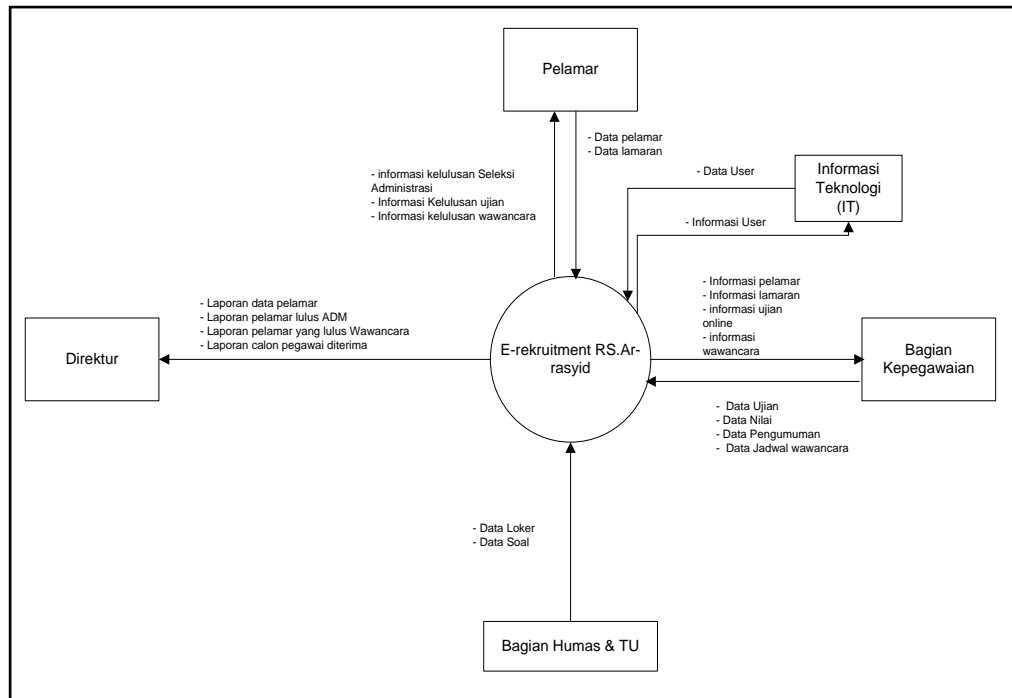 Pelamar
- Data pelamar
- Data lamaran
- informasi kelulusan Seleksi
Administrasi
- Informasi Kelulusan ujian
- Informasi kelulusan wawancara
- Data User
Informasi
Teknologi
(IT)
- Informasi User
- Laporan data pelamar
- Laporan pelamar lulus ADM
- Laporan pelamar yang lulus Wawancara
- Laporan calon pegawai diterima
Direktur
E-rekruitment RS.Ar-
rasyid
- Informasi pelamar
- Informasi lamaran
- informasi ujian
online
- informasi
wawancara
Bagian
Kepegawaian
- Data Ujian
- Data Nilai
- Data Pengumuman
- Data Jadwal wawancara
- Data Loker
- Data Soal
Bagian Humas & TU